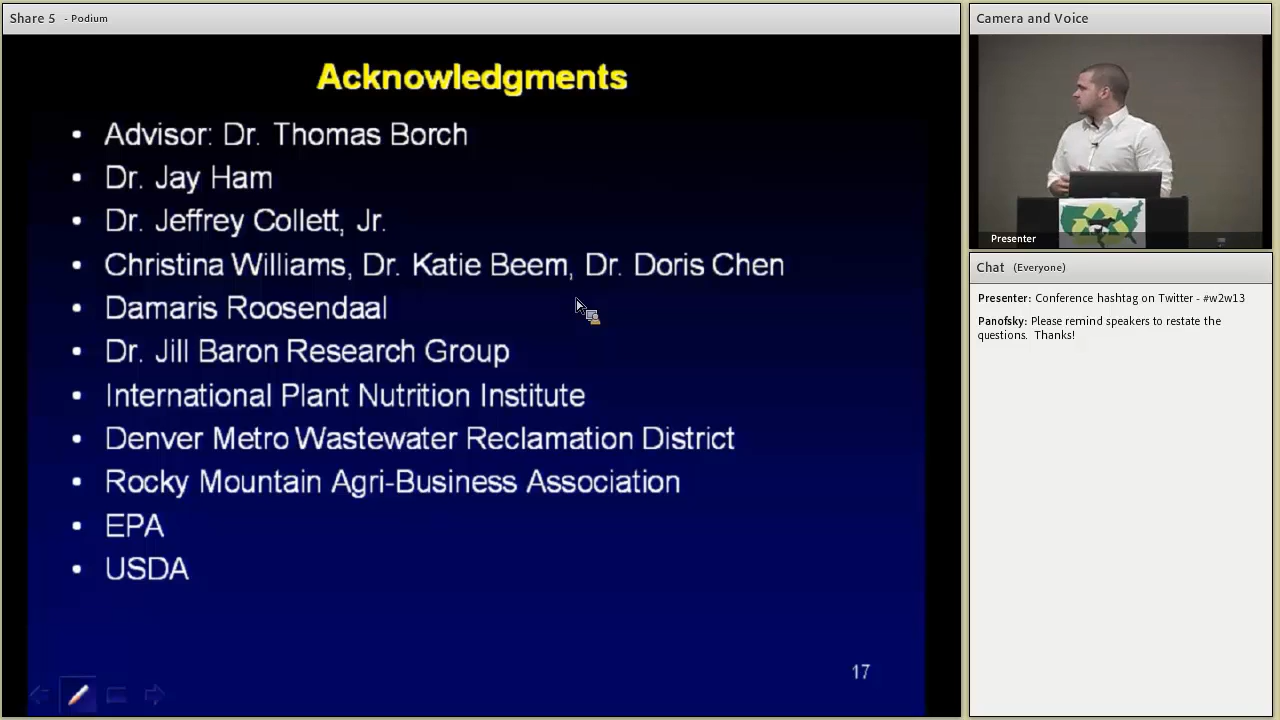 Share 5 - Podium
Acknowledgments
• Advisor: Dr. Thomas Borch
• Dr. Jay Ham
• Dr. Jeffrey Collett, Jr.
• Christina Williams, Dr. Katie Beem, Dr. Doris Chen
• Damaris Roosendaal
• Dr. Jill Baron Research Group
• International Plant Nutrition Institute
• Denver Metro Wastewater Reclamation District
• Rocky Mountain Agri-Business Association
• EPA
• USDA
17
Camera and Voice
Presenter
Chat (Everyone)
Presenter: Conference hashtag on Twitter - #w2w13
Panofsky: Please remind speakers to restate the
questions. Thanks!